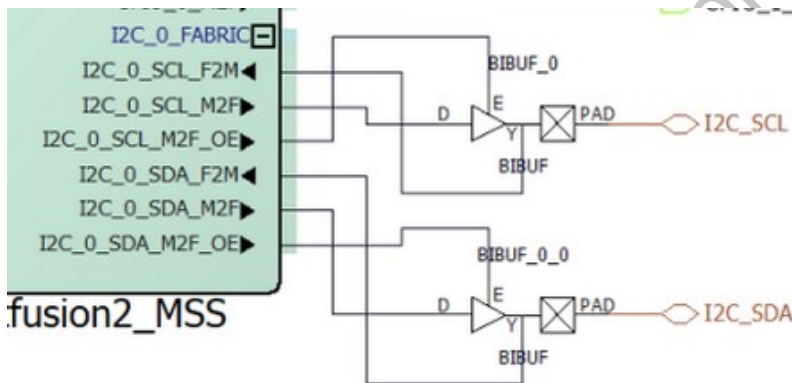 I2C_0_FABRIC
I2C_0_SCL_F2M
I2C_0_SCL_M2F
I2C_0_SCL_M2F_OE
I2C_0_SDA_F2M
I2C_0_SDA_M2F
I2C_0_SDA_M2F_OE
fusion2_MSS
BIBUF_0
E
D
Y
PAD
I2C_SCL
BIBUF
BIBUF_0_0
E
D
Y
PAD
I2C_SDA
BIBUF